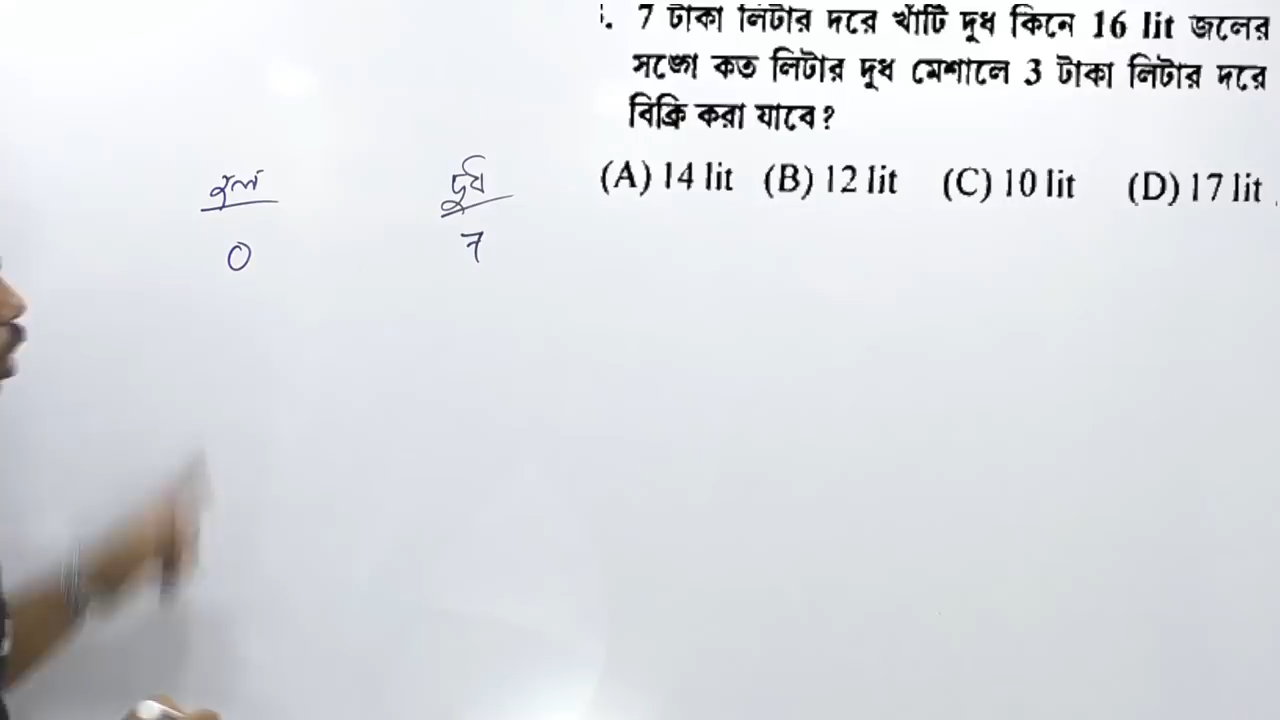 . 7 টাকা লিটার দরে খাঁটি দুধ কিনে 16 lit জলের
সঙ্গে কত লিটার দুধ মেশালে 3 টাকা লিটার দরে
বিক্রি করা যাবে?
(A) 14 lit (B) 12 lit (C) 10 lit (D) 17 lit
জল দুধ
0 7